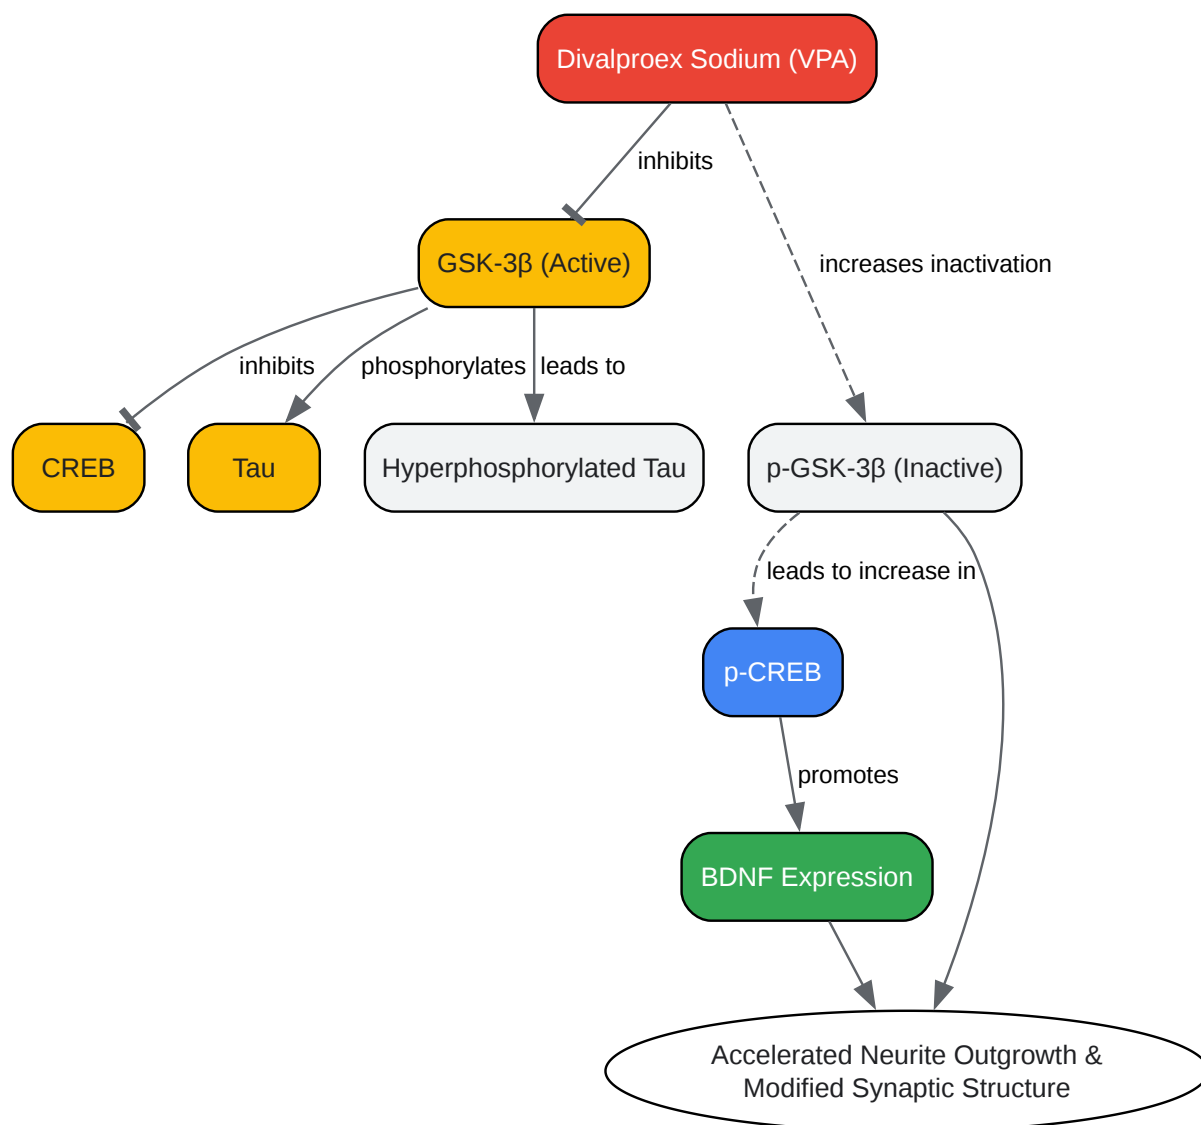 Divalproex Sodium (VPA)
inhibits
GSK-3β (Active)
increases inactivation
inhibits
phosphorylates
leads to
CREB
Tau
Hyperphosphorylated Tau
p-GSK-3β (Inactive)
leads to increase in
p-CREB
promotes
BDNF Expression
Accelerated Neurite Outgrowth &
Modified Synaptic Structure